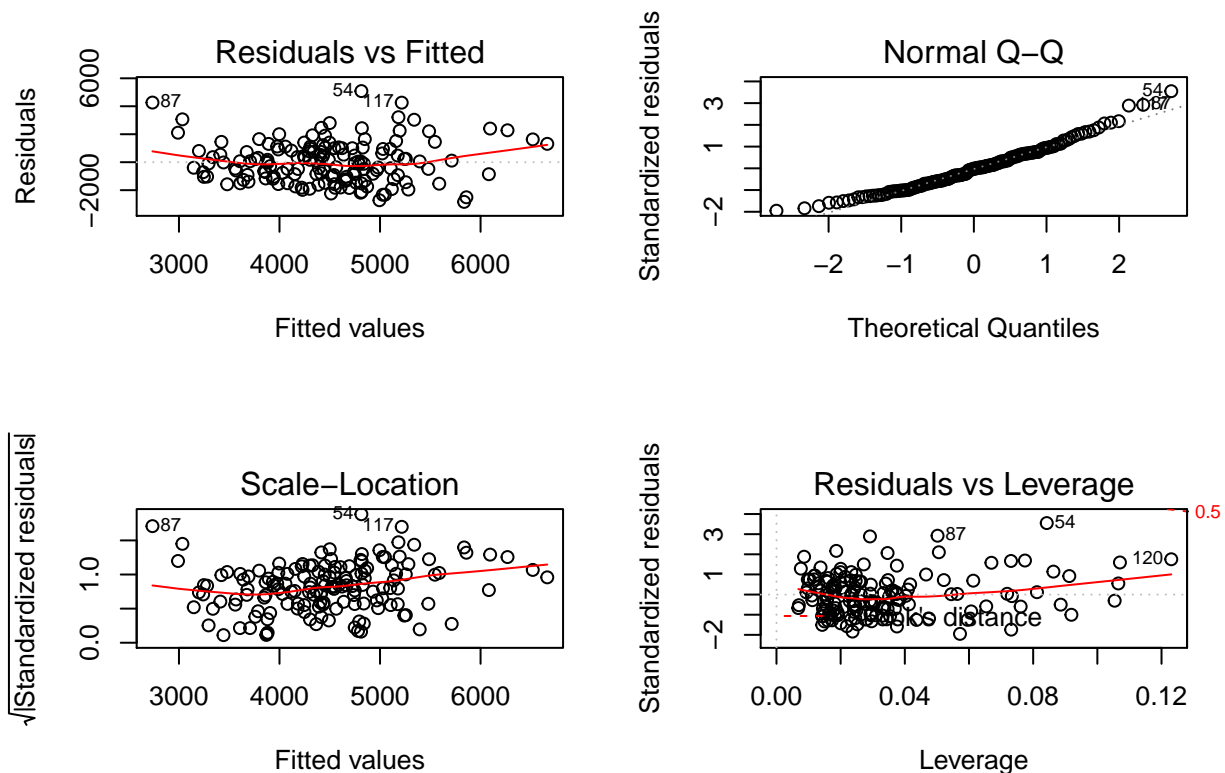 Residuals vs Fitted
Residuals
6000
−2000
87
54
117
3000 4000 5000 6000
Fitted values
Normal Q−Q
Standardized residuals
3
1
−2
54
87
−2 −1 0 1 2
Theoretical Quantiles
Scale−Location
√|Standardized residuals|
1.0
0.0
87
54
117
3000 4000 5000 6000
Fitted values
Residuals vs Leverage
Standardized residuals
3
1
−2
87
54
120
0.5
distance
0.00 0.04 0.08 0.12
Leverage